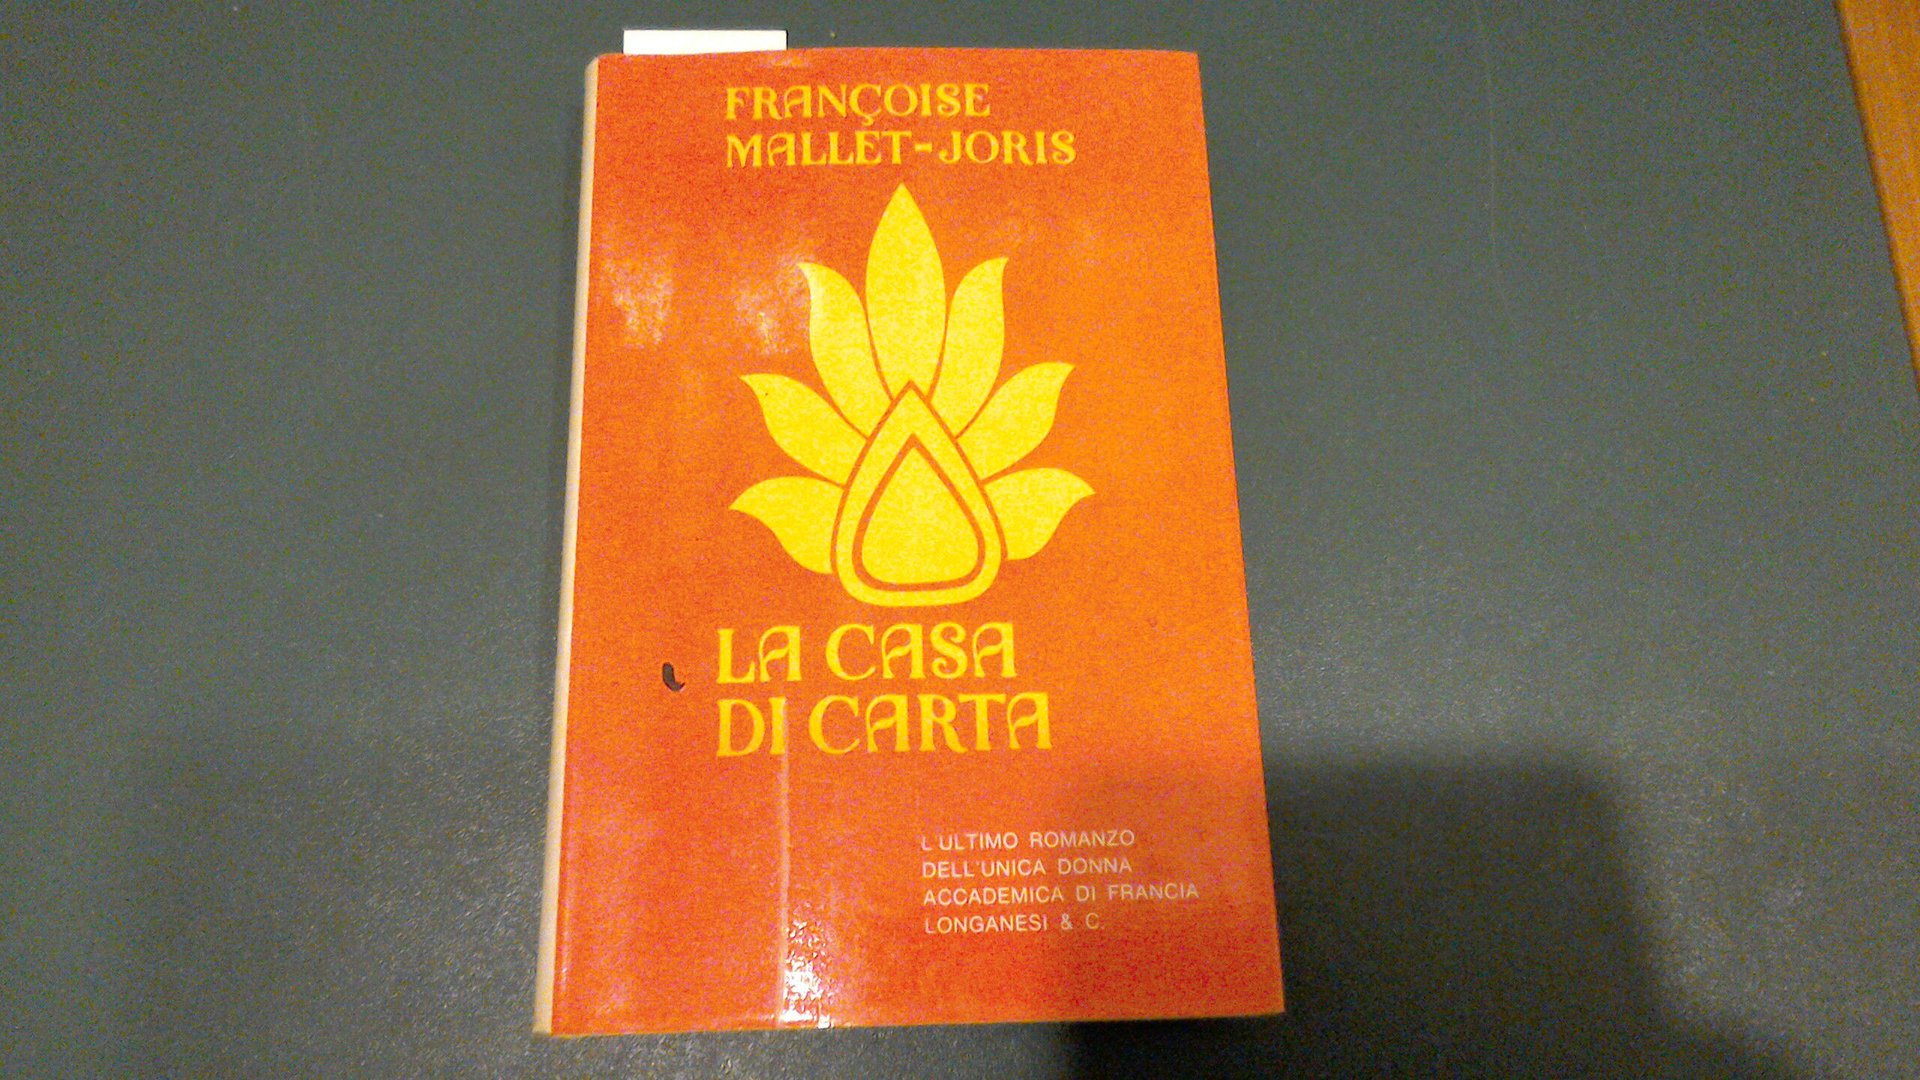 FRANÇOISE
MALLET-JORIS
LA CASA
DI CARTA
L'ULTIMO ROMANZO
DELL'UNICA DONNA
ACCADEMICA DI FRANCIA
LONGANESI & C.